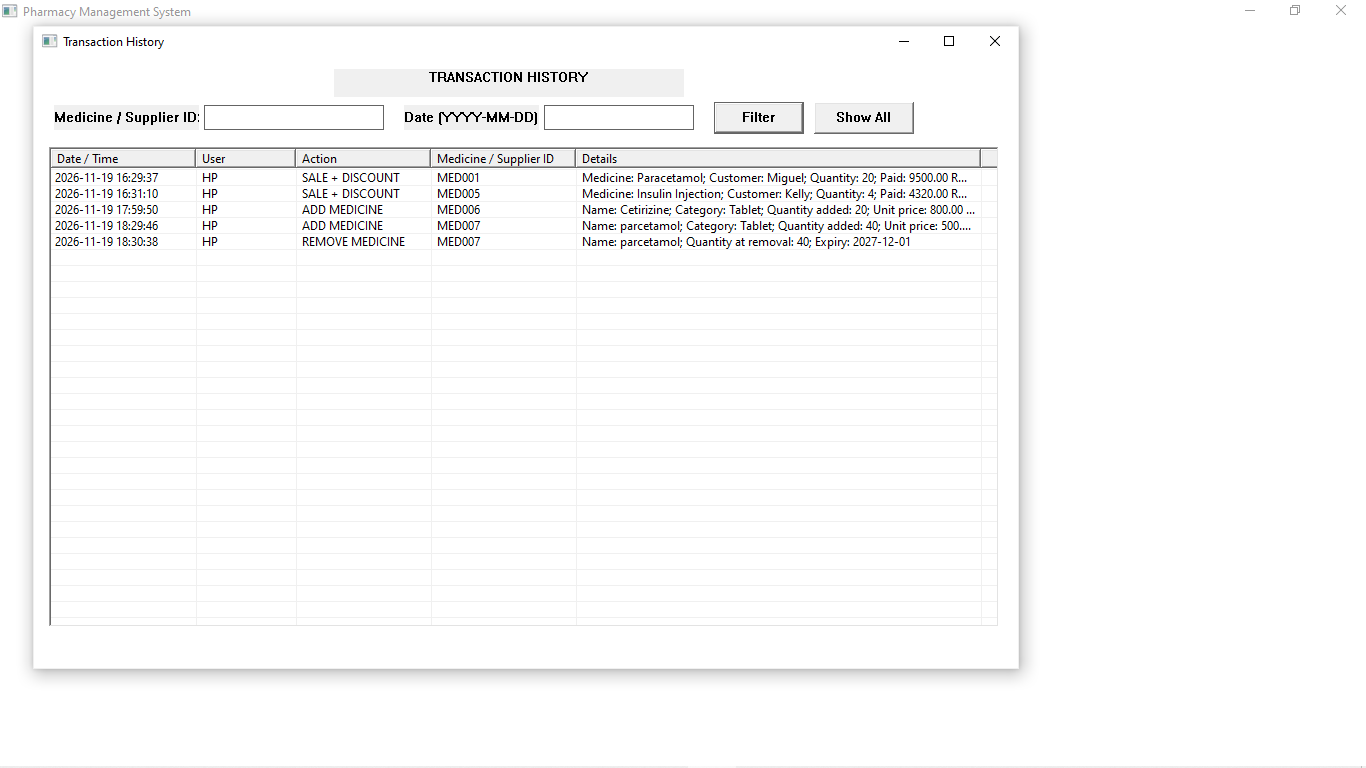 Pharmacy Management System
Transaction History
TRANSACTION HISTORY
Medicine / Supplier ID: Date (YYYY-MM-DD) Filter Show All
Date / Time User Action Medicine / Supplier ID Details
2026-11-19 16:29:37 HP SALE + DISCOUNT MED001 Medicine: Paracetamol; Customer: Miguel; Quantity: 20; Paid: 9500.00 R...
2026-11-19 16:31:10 HP SALE + DISCOUNT MED005 Medicine: Insulin Injection; Customer: Kelly; Quantity: 4; Paid: 4320.00 R...
2026-11-19 17:59:50 HP ADD MEDICINE MED006 Name: Cetirizine; Category: Tablet; Quantity added: 20; Unit price: 800.00 ...
2026-11-19 18:29:46 HP ADD MEDICINE MED007 Name: parcetamol; Category: Tablet; Quantity added: 40; Unit price: 500....
2026-11-19 18:30:38 HP REMOVE MEDICINE MED007 Name: parcetamol; Quantity at removal: 40; Expiry: 2027-12-01